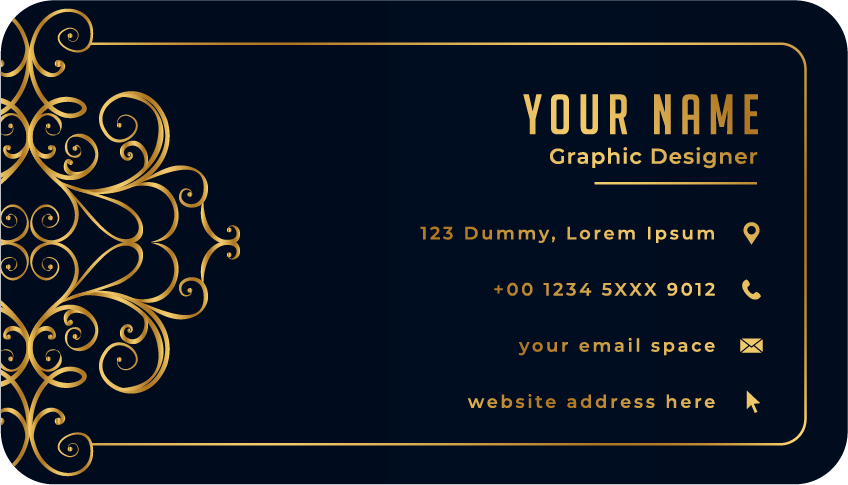 YOUR NAME
Graphic Designer
123 Dummy, Lorem Ipsum
+00 1234 5XXX 9012
your email space
website address here